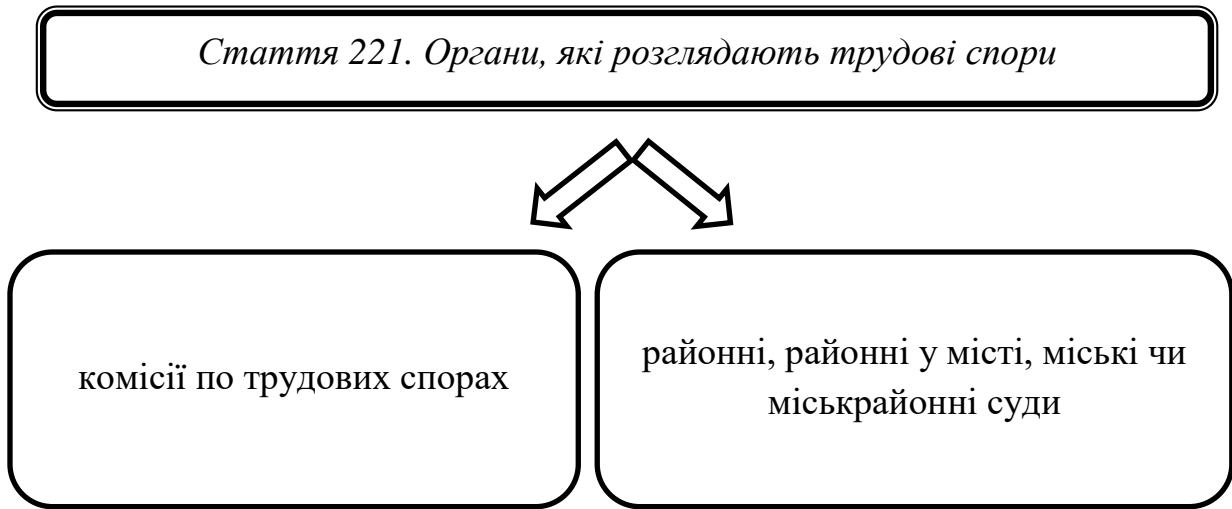 Стаття 221. Органи, які розглядають трудові спори
комісії по трудових спорах
районні, районні у місті, міські чи
міськрайонні суди